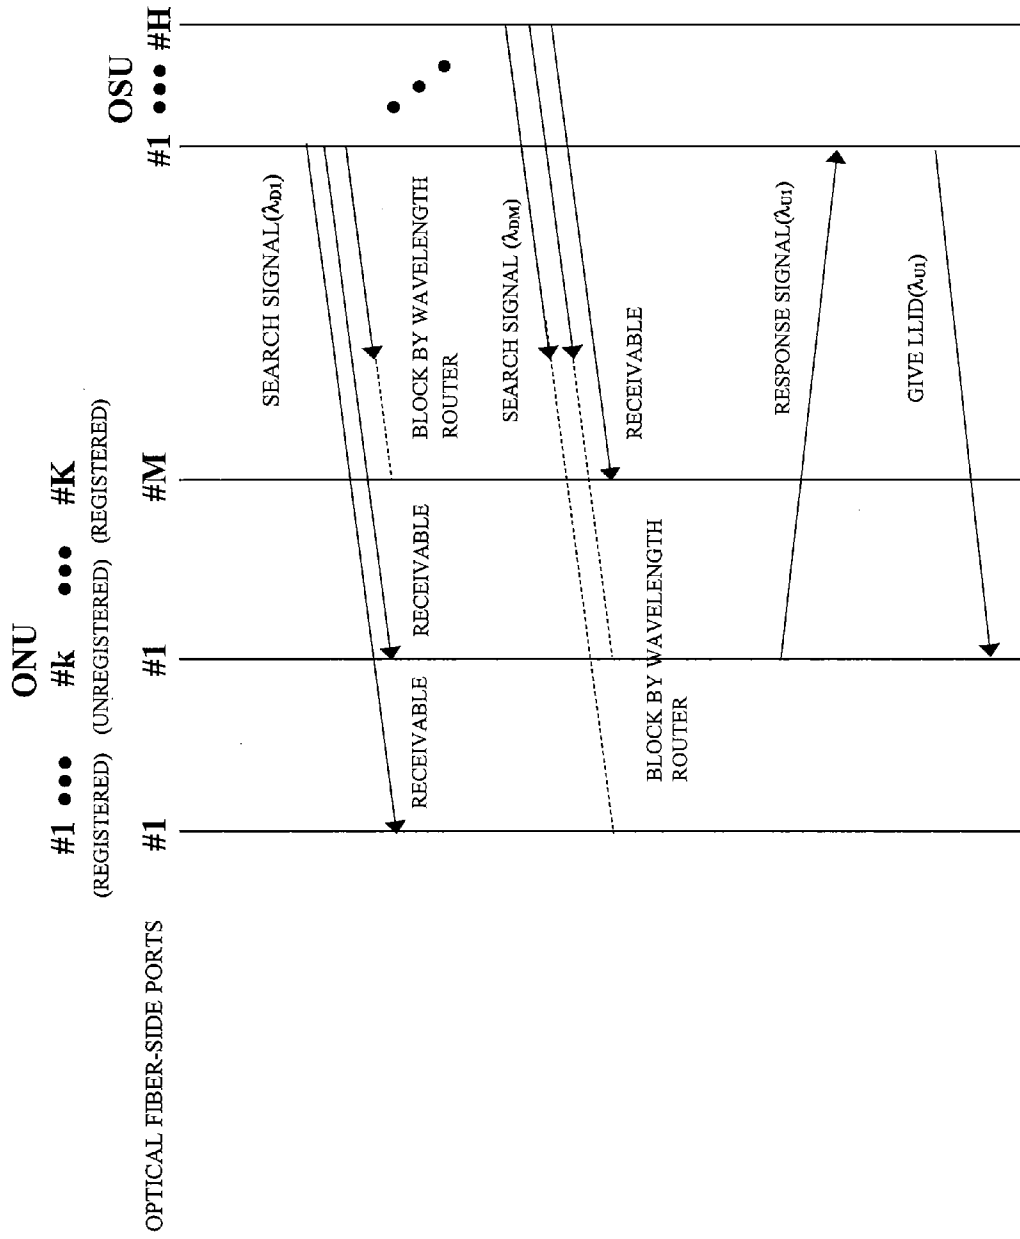 ONU
OSU
#1 ●●● #k ●●● #K
(REGISTERED) (UNREGISTERED) (REGISTERED)
OPTICAL FIBER-SIDE PORTS #1 #1 #M #1 ●●● #H
SEARCH SIGNAL(λD1)
RECEIVABLE
RECEIVABLE
BLOCK BY WAVELENGTH
ROUTER
SEARCH SIGNAL (λDM)
RECEIVABLE
BLOCK BY WAVELENGTH
ROUTER
RESPONSE SIGNAL(λU1)
GIVE LLID(λU1)